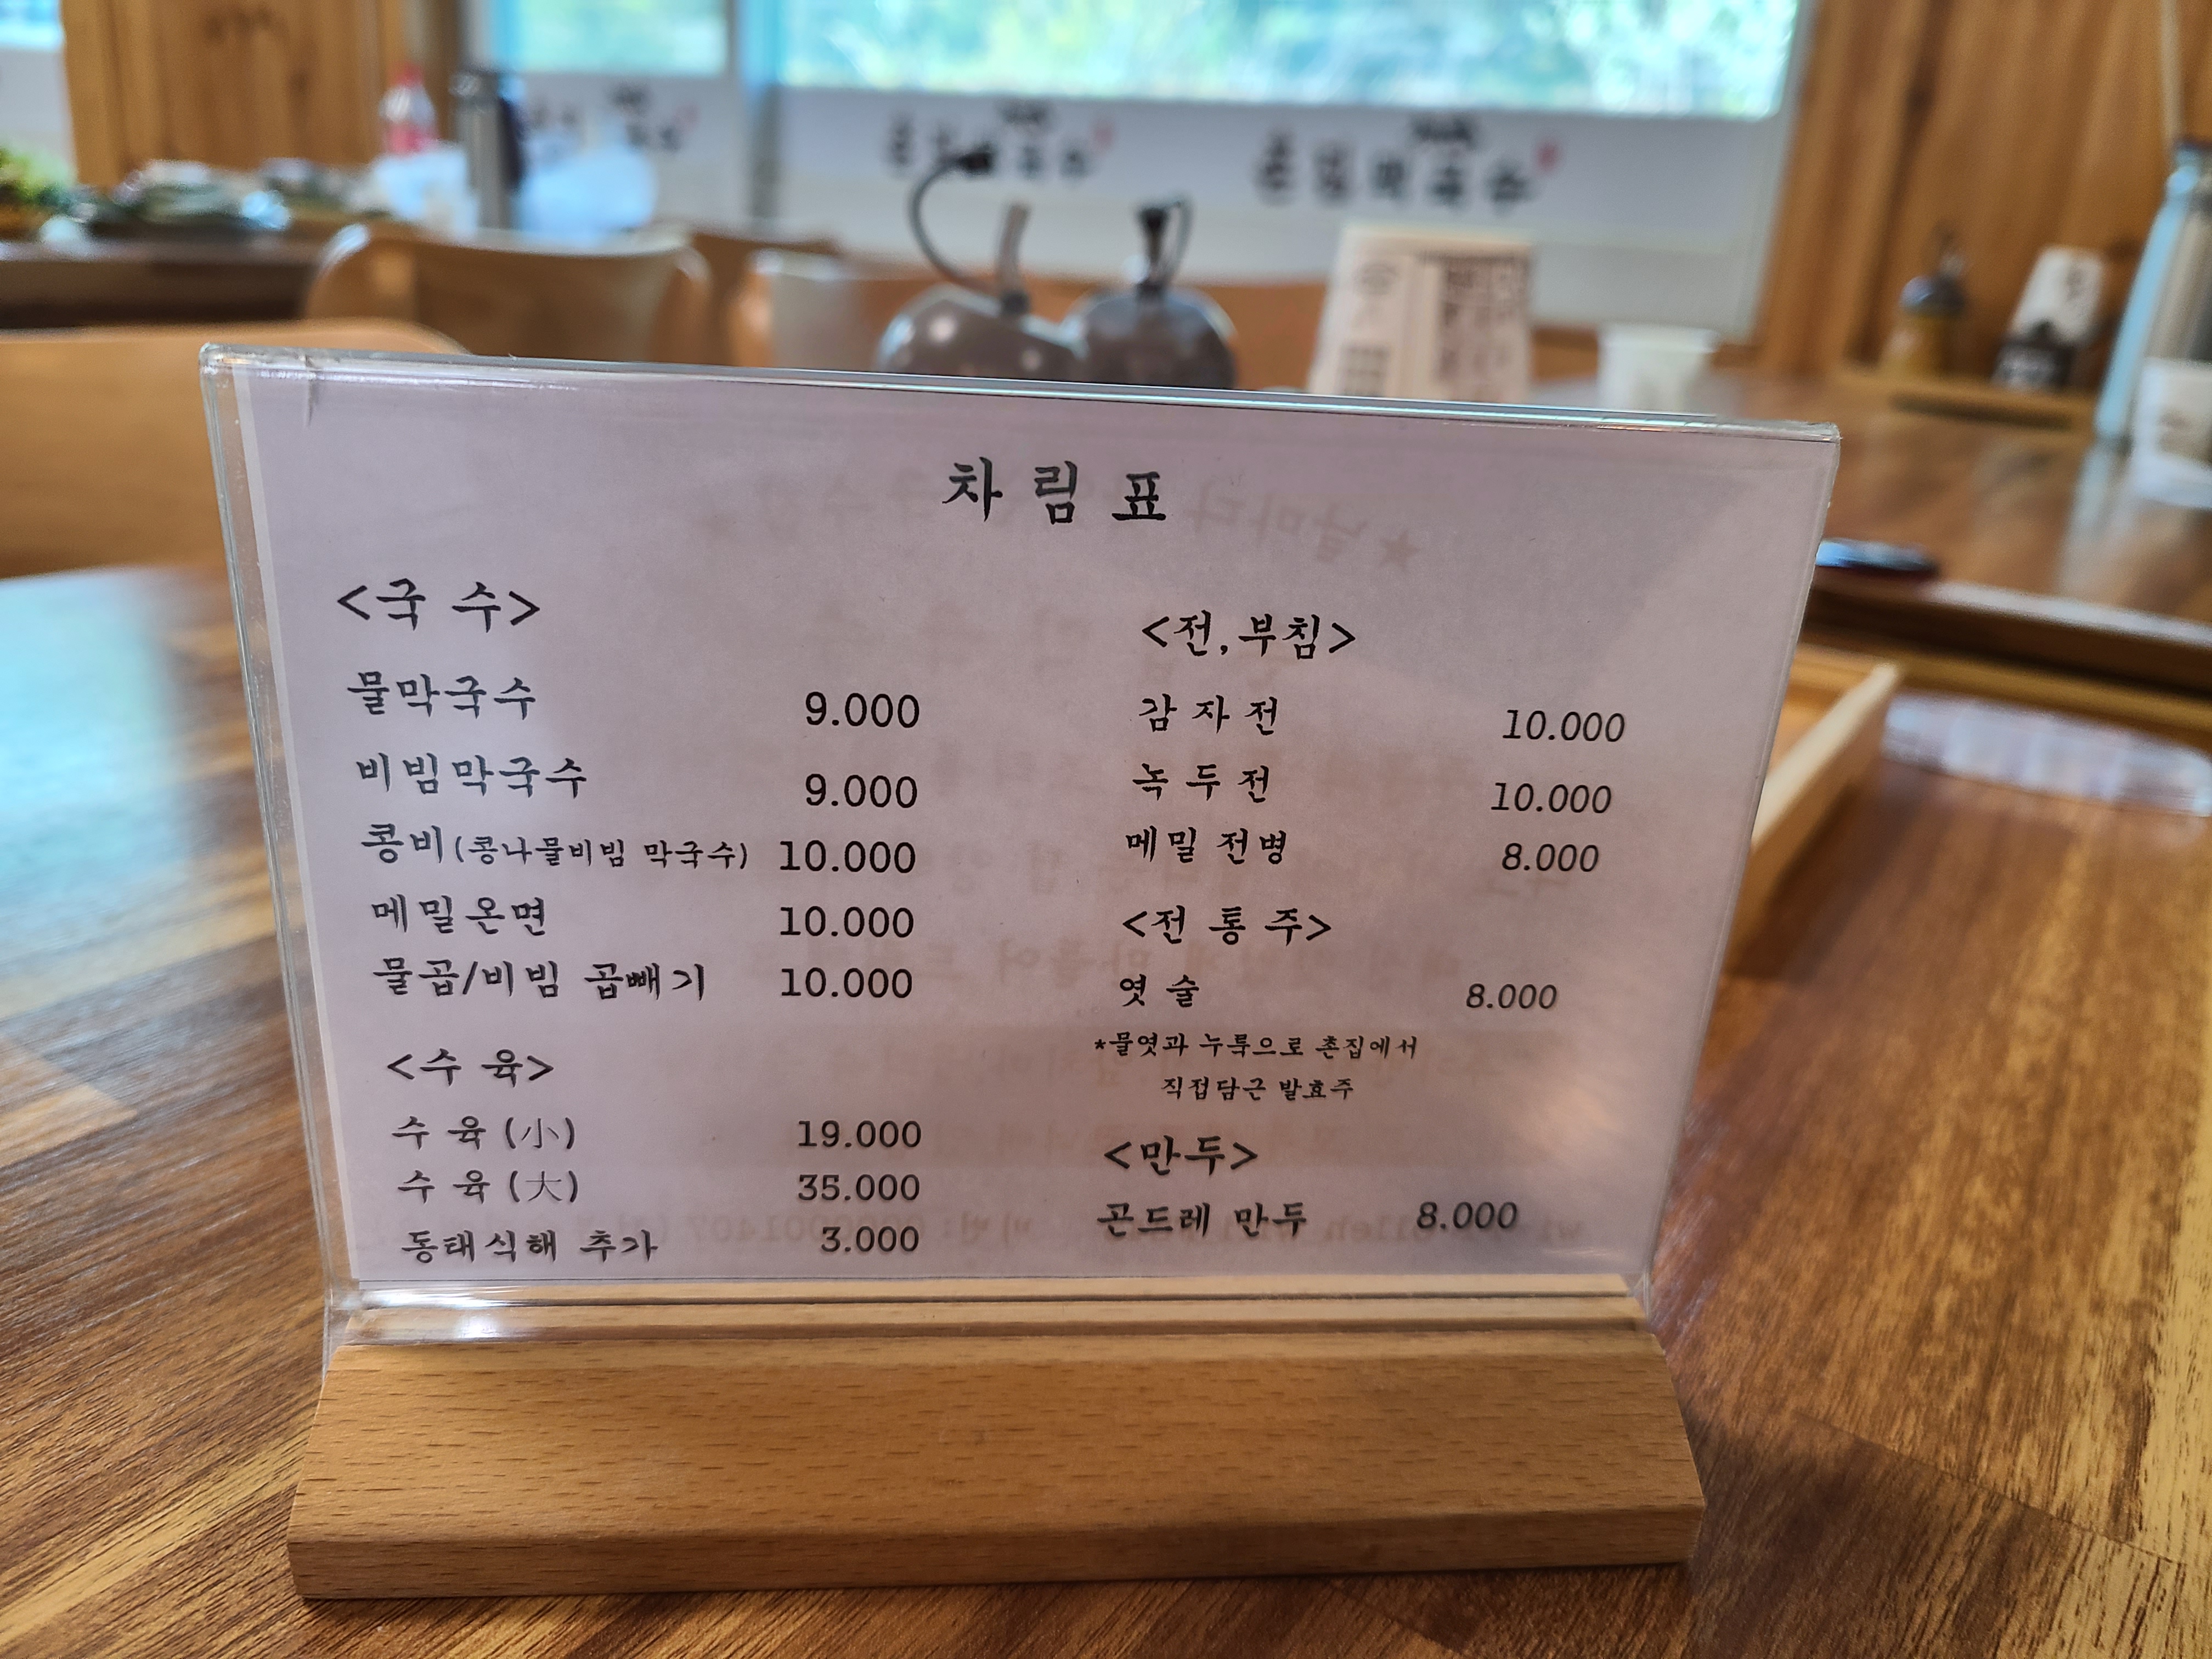 차림표
<국 수>
물막국수 9.000
비빔막국수 9.000
콩비(콩나물비빔 막국수) 10.000
메밀온면 10.000
물곱/비빔 곱빼기 10.000
<수 육>
수 육(小) 19.000
수 육(大) 35.000
동태식해 추가 3.000
<전,부침>
감자전 10.000
녹두전 10.000
메밀 전병 8.000
<전 통 주>
엿 술 8.000
*물엿과 누룩으로 촌집에서
직접담근 발효주
<만두>
곤드레 만두 8.000